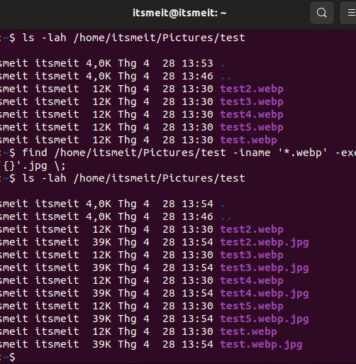 itsmeit@itsmeit: ~
:~$ ls -lah /home/itsmeit/Pictures/test
smeit itsmeit 4,0K Thg 4  28 13:53 .
smeit itsmeit 4,0K Thg 4  28 13:46 ..
smeit itsmeit  12K Thg 4  28 13:30 test2.webp
smeit itsmeit  12K Thg 4  28 13:30 test3.webp
smeit itsmeit  12K Thg 4  28 13:30 test4.webp
smeit itsmeit  12K Thg 4  28 13:30 test5.webp
smeit itsmeit  12K Thg 4  28 13:30 test.webp
:~$ find /home/itsmeit/Pictures/test -iname '*.webp' -exe
'{}'.jpg \;
:~$ ls -lah /home/itsmeit/Pictures/test
smeit itsmeit 4,0K Thg 4  28 13:54 .
smeit itsmeit 4,0K Thg 4  28 13:46 ..
smeit itsmeit  12K Thg 4  28 13:30 test2.webp
smeit itsmeit  39K Thg 4  28 13:54 test2.webp.jpg
smeit itsmeit  12K Thg 4  28 13:30 test3.webp
smeit itsmeit  39K Thg 4  28 13:54 test3.webp.jpg
smeit itsmeit  12K Thg 4  28 13:30 test4.webp
smeit itsmeit  39K Thg 4  28 13:54 test4.webp.jpg
smeit itsmeit  12K Thg 4  28 13:30 test5.webp
smeit itsmeit  39K Thg 4  28 13:54 test5.webp.jpg
smeit itsmeit  12K Thg 4  28 13:30 test.webp
smeit itsmeit  39K Thg 4  28 13:54 test.webp.jpg
:~$